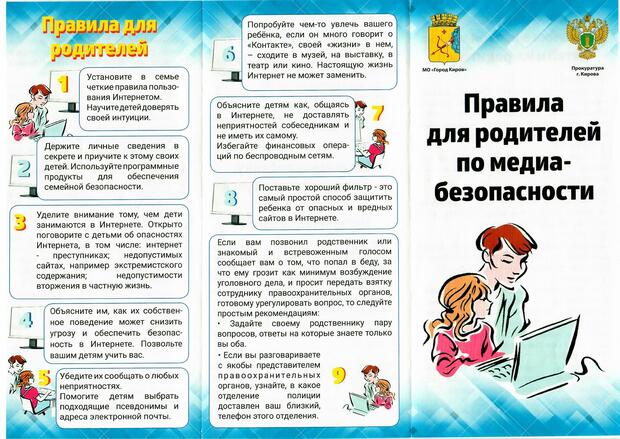 Правила для
родителей
1
Установите в семье
четкие правила пользо-
вания Интернетом.
Научите детей доверять
своей интуиции.
2
Держите личные сведения в
секрете и приучите к этому своих
детей. Используйте программные
продукты для обеспечения
семейной безопасности.
3
Уделите внимание тому, чем дети
занимаются в Интернете. Открыто
поговорите с детьми об опасностях
Интернета, в том числе: интернет
- преступниках; недопустимых
сайтах, например экстремистского
содержания; недопустимости
вторжения в частную жизнь.
4
Объясните им, как их собствен-
ное поведение может снизить
угрозу и обеспечить безопас-
ность в Интернете. Позвольте
вашим детям учить вас.
5
Убедите их сообщать о любых
неприятностях.
Помогите детям выбрать
подходящие псевдонимы и
адреса электронной почты.
6
Попробуйте чем-то увлечь вашего
ребёнка, если он много говорит о
«Контакте», своей «жизни» в нем,
– сходите в музей, на выставку, в
театр или кино. Настоящую жизнь
Интернет не может заменить.
7
Объясните детям как, общаясь
в Интернете, не доставлять
неприятностей собеседникам и
не иметь их самому.
Избегайте финансовых опера-
ций по беспроводным сетям.
8
Поставьте хороший фильтр - это
самый простой способ защитить
ребенка от опасных и вредных
сайтов в Интернете.
Если вам позвонил родственник или
знакомый и встревоженным голосом
сообщает вам о том, что попал в беду,
за что ему грозит как минимум возбуждение
уголовного дела, и просит передать взятку
сотруднику правоохранительных органов,
готовому урегулировать вопрос, то следуйте
простым рекомендациям:
• Задайте своему родственнику пару
вопросов, ответы на которые знаете только
вы оба.
• Если вы разговариваете
с якобы представителем
правоохранительных
органов, узнайте, в какое
отделение полиции
доставлен ваш близкий,
телефон этого отделения.
9
МО «Город Киров»
Прокуратура
г. Кирова
Правила
для родителей
по медиа-
безопасности